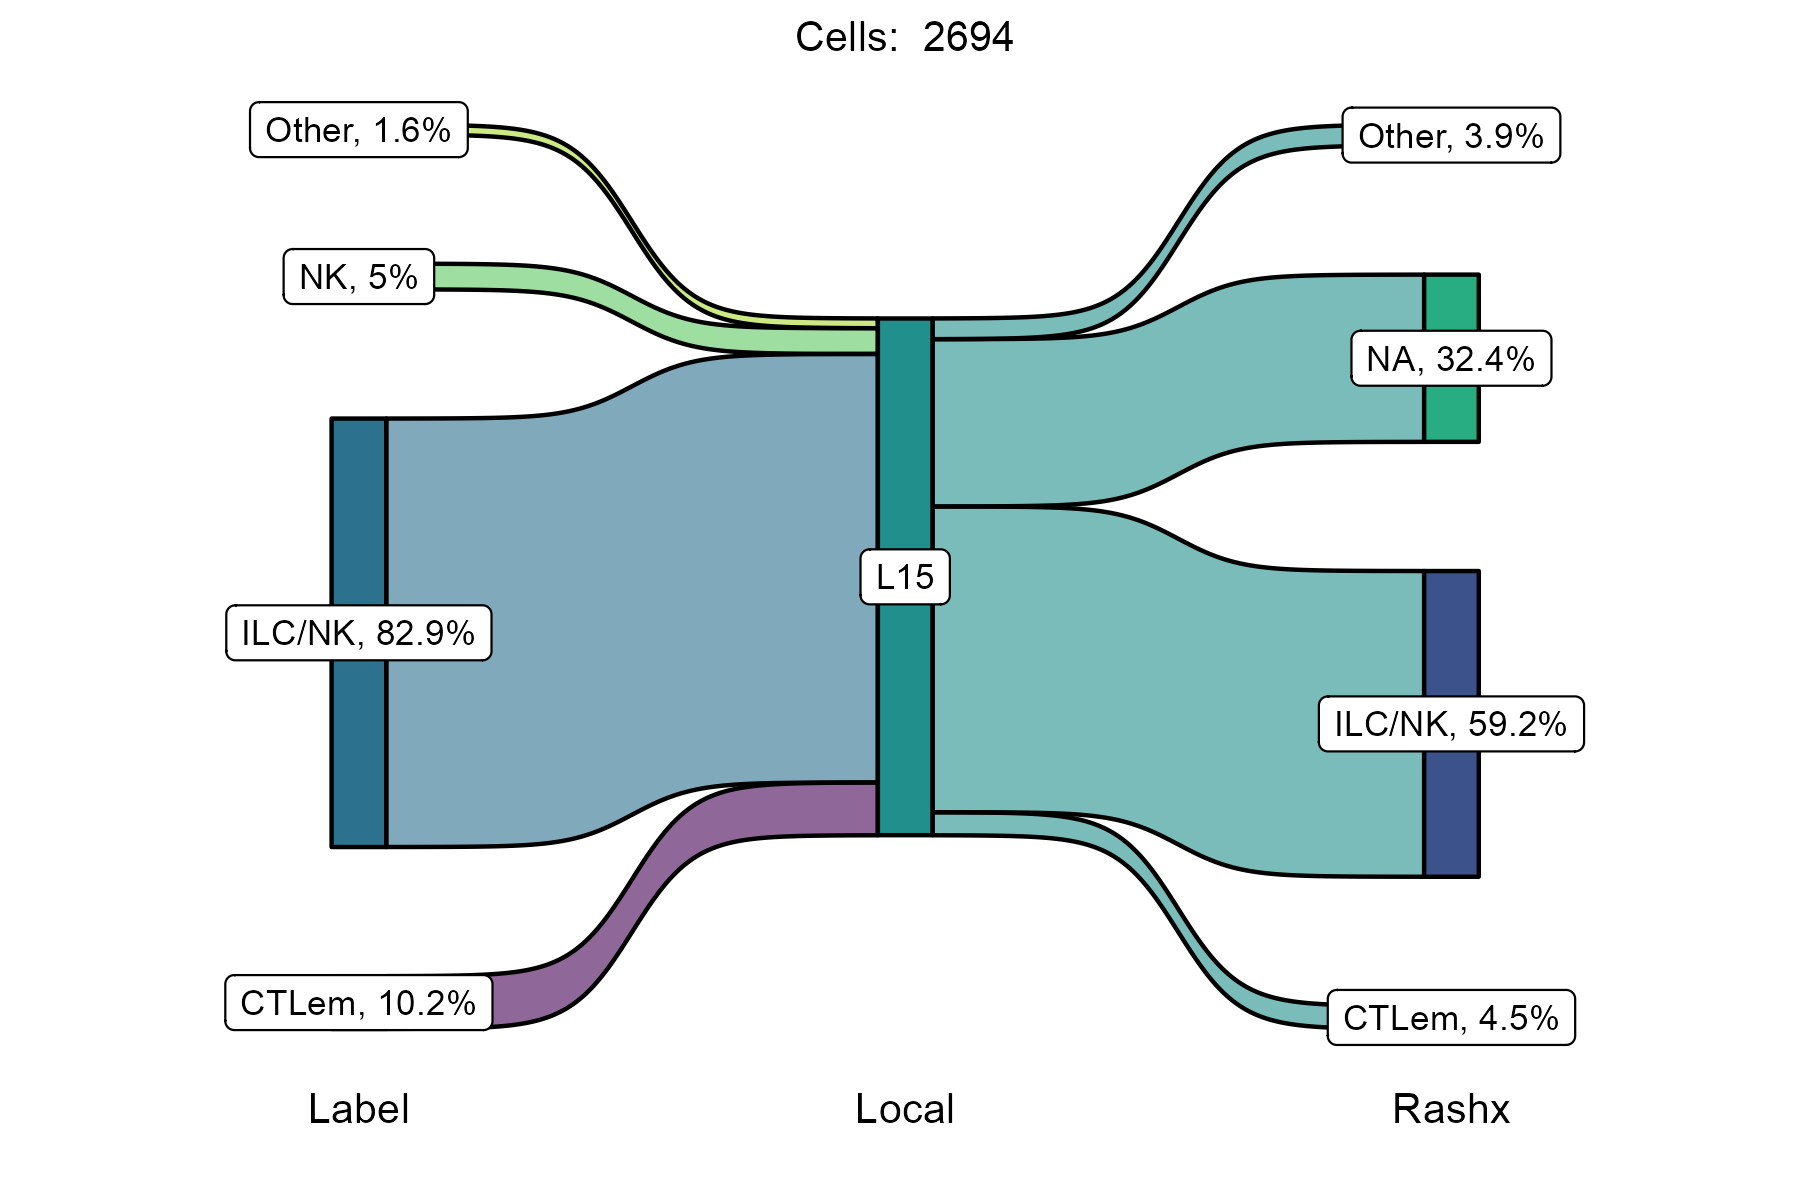 Cells:  2694
Other, 1.6%
NK, 5%
ILC/NK, 82.9%
CTLem, 10.2%
L15
Other, 3.9%
NA, 32.4%
ILC/NK, 59.2%
CTLem, 4.5%
Label
Local
Rashx